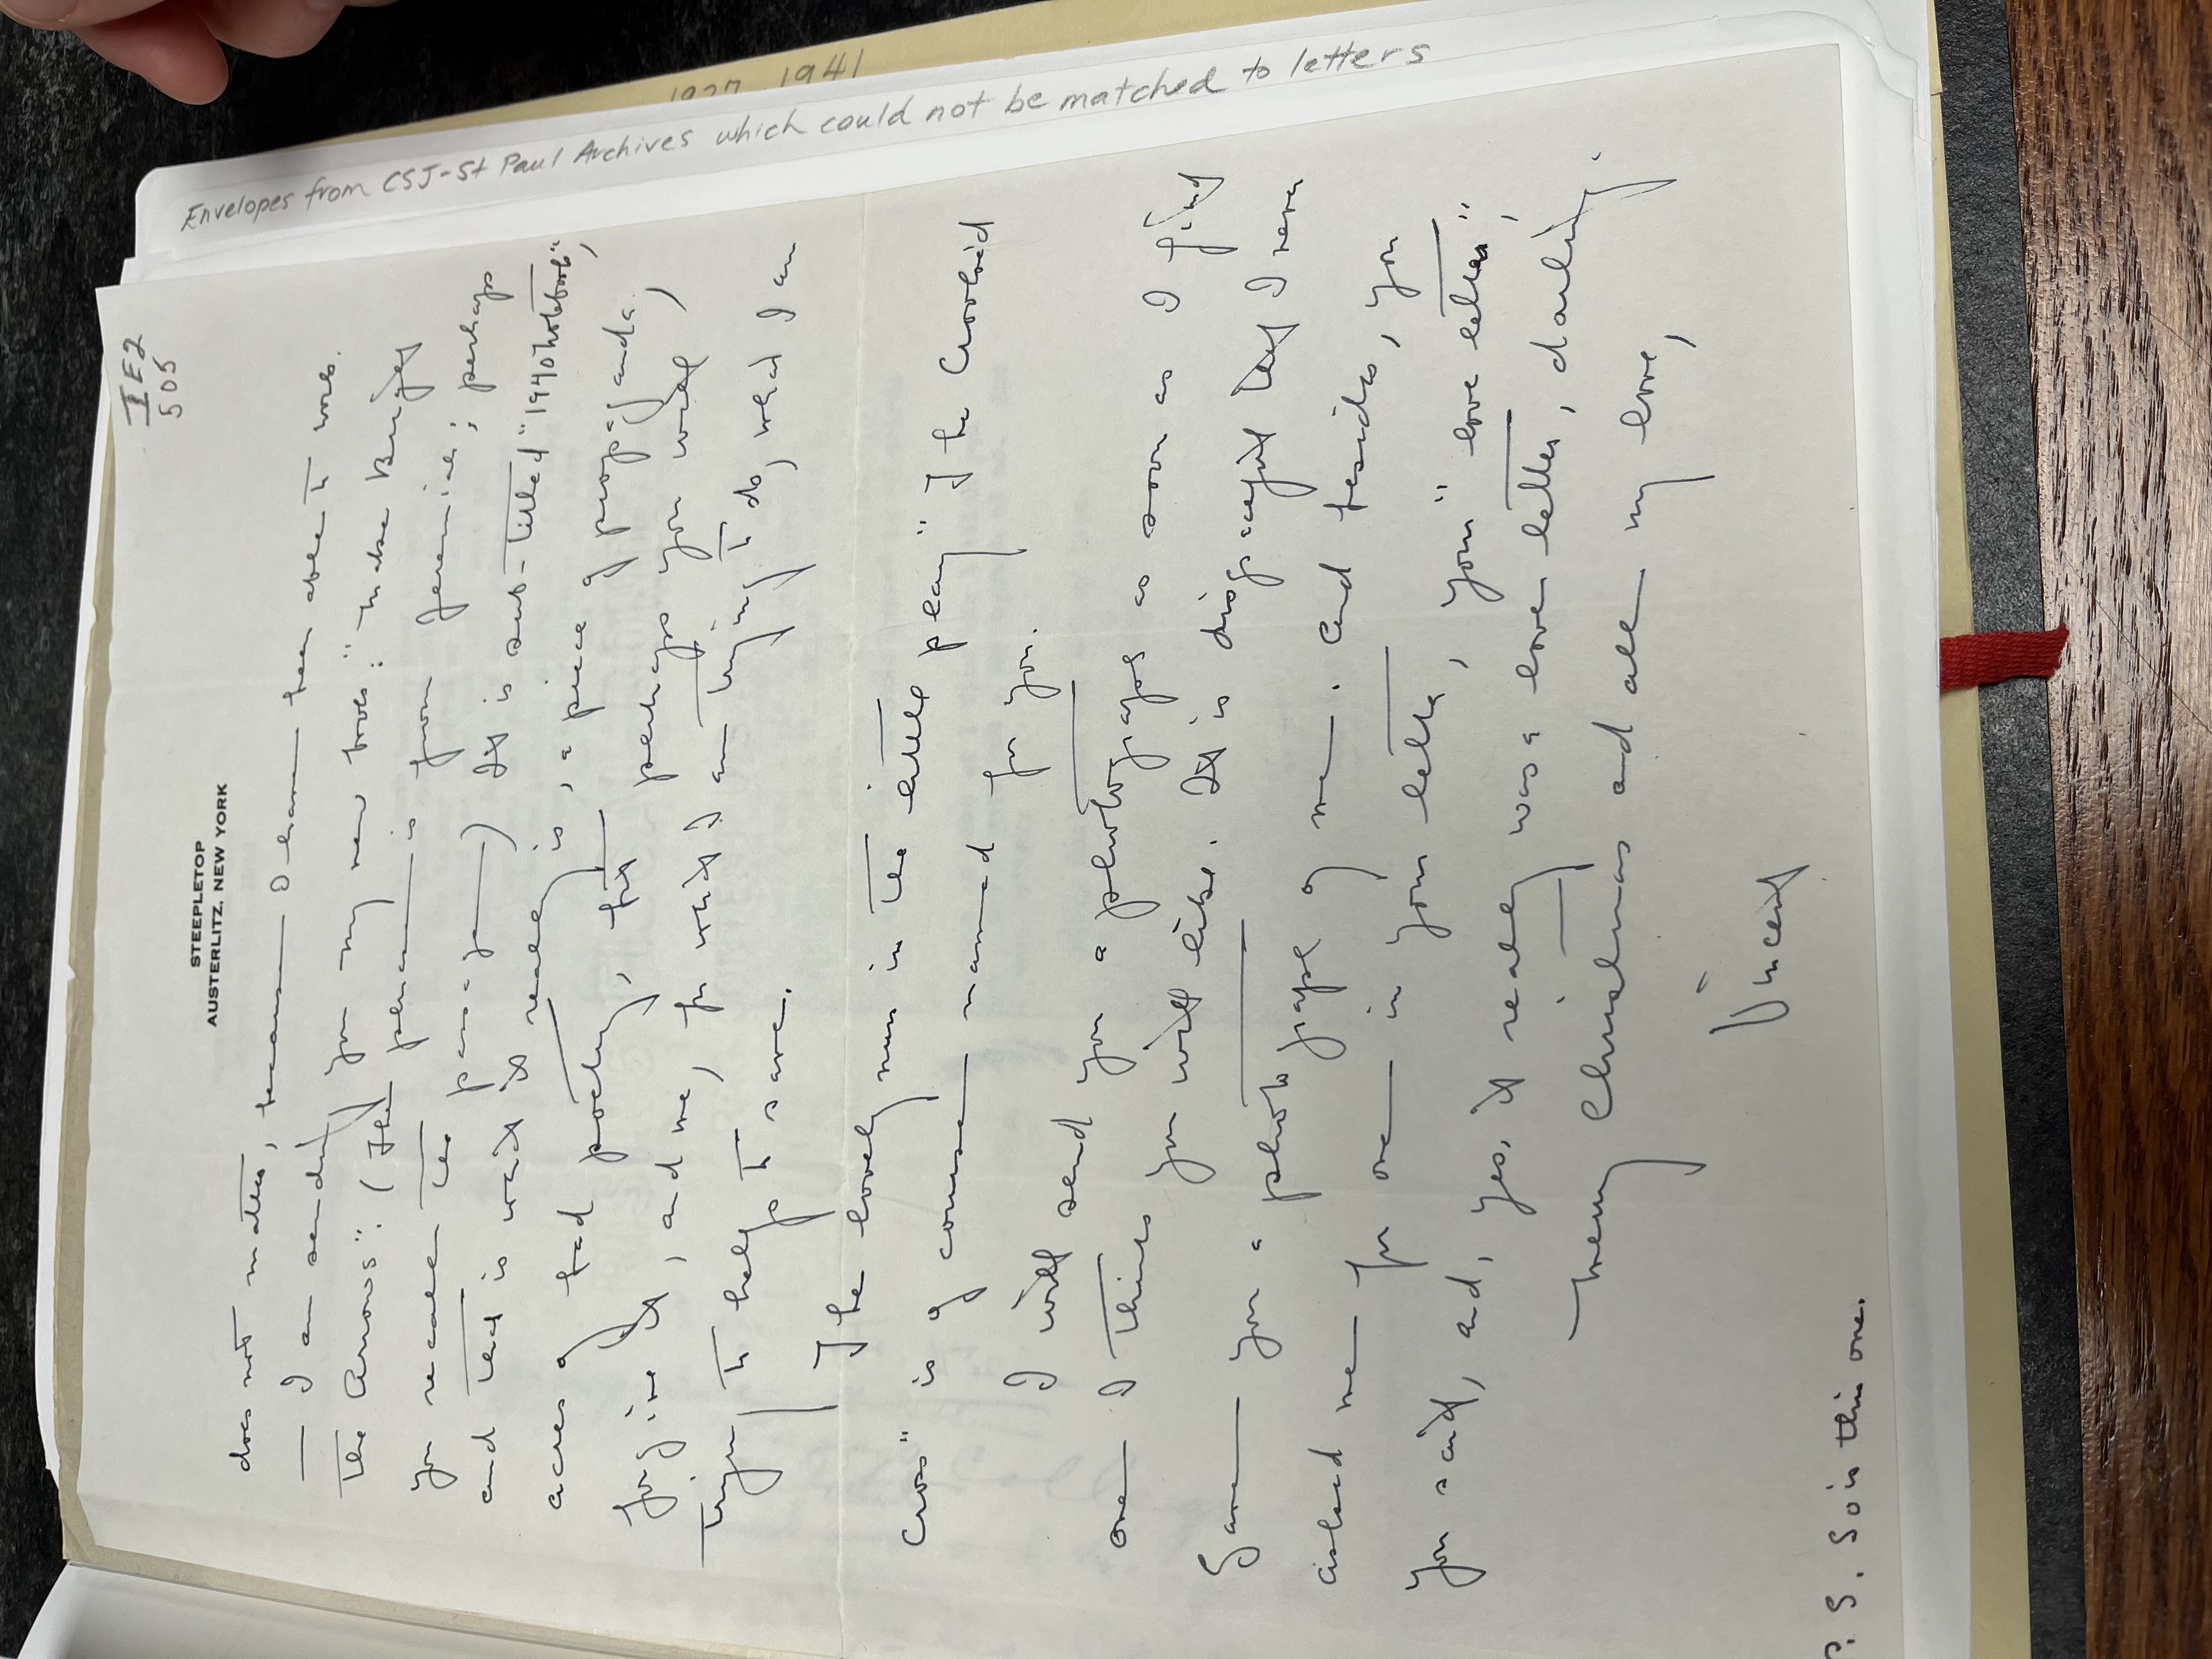 IE2
505
STEEPLETOP
AUSTERLITZ, NEW YORK
does not matter, because I have been able to work.
— I am sending you my new book: "Make Bright
the Arrows". (The phrase is from Jeremiah; perhaps
you recall the passage) It is sub-titled "1940 Notebook",
and that is what it really is, a piece of propaganda,
acres of bad poetry, but perhaps you will
forgive it, and me, for what I am trying to do, what I am
trying to help to save.
The lovely nun in the little play "The Crooked
Cross" is of course named for you.
I will send you a photograph as soon as I find
one I think you will like. It is disgraceful that I never
gave you a photograph of me. And besides, you
asked me for one in your letter, your "love letter",
you said, and, yes, it really was a love letter, darling.
Merry Christmas and all my love,
Vincent
P. S. So is this one.
Envelopes from CSJ-St Paul Archives which could not be matched to letters
1941